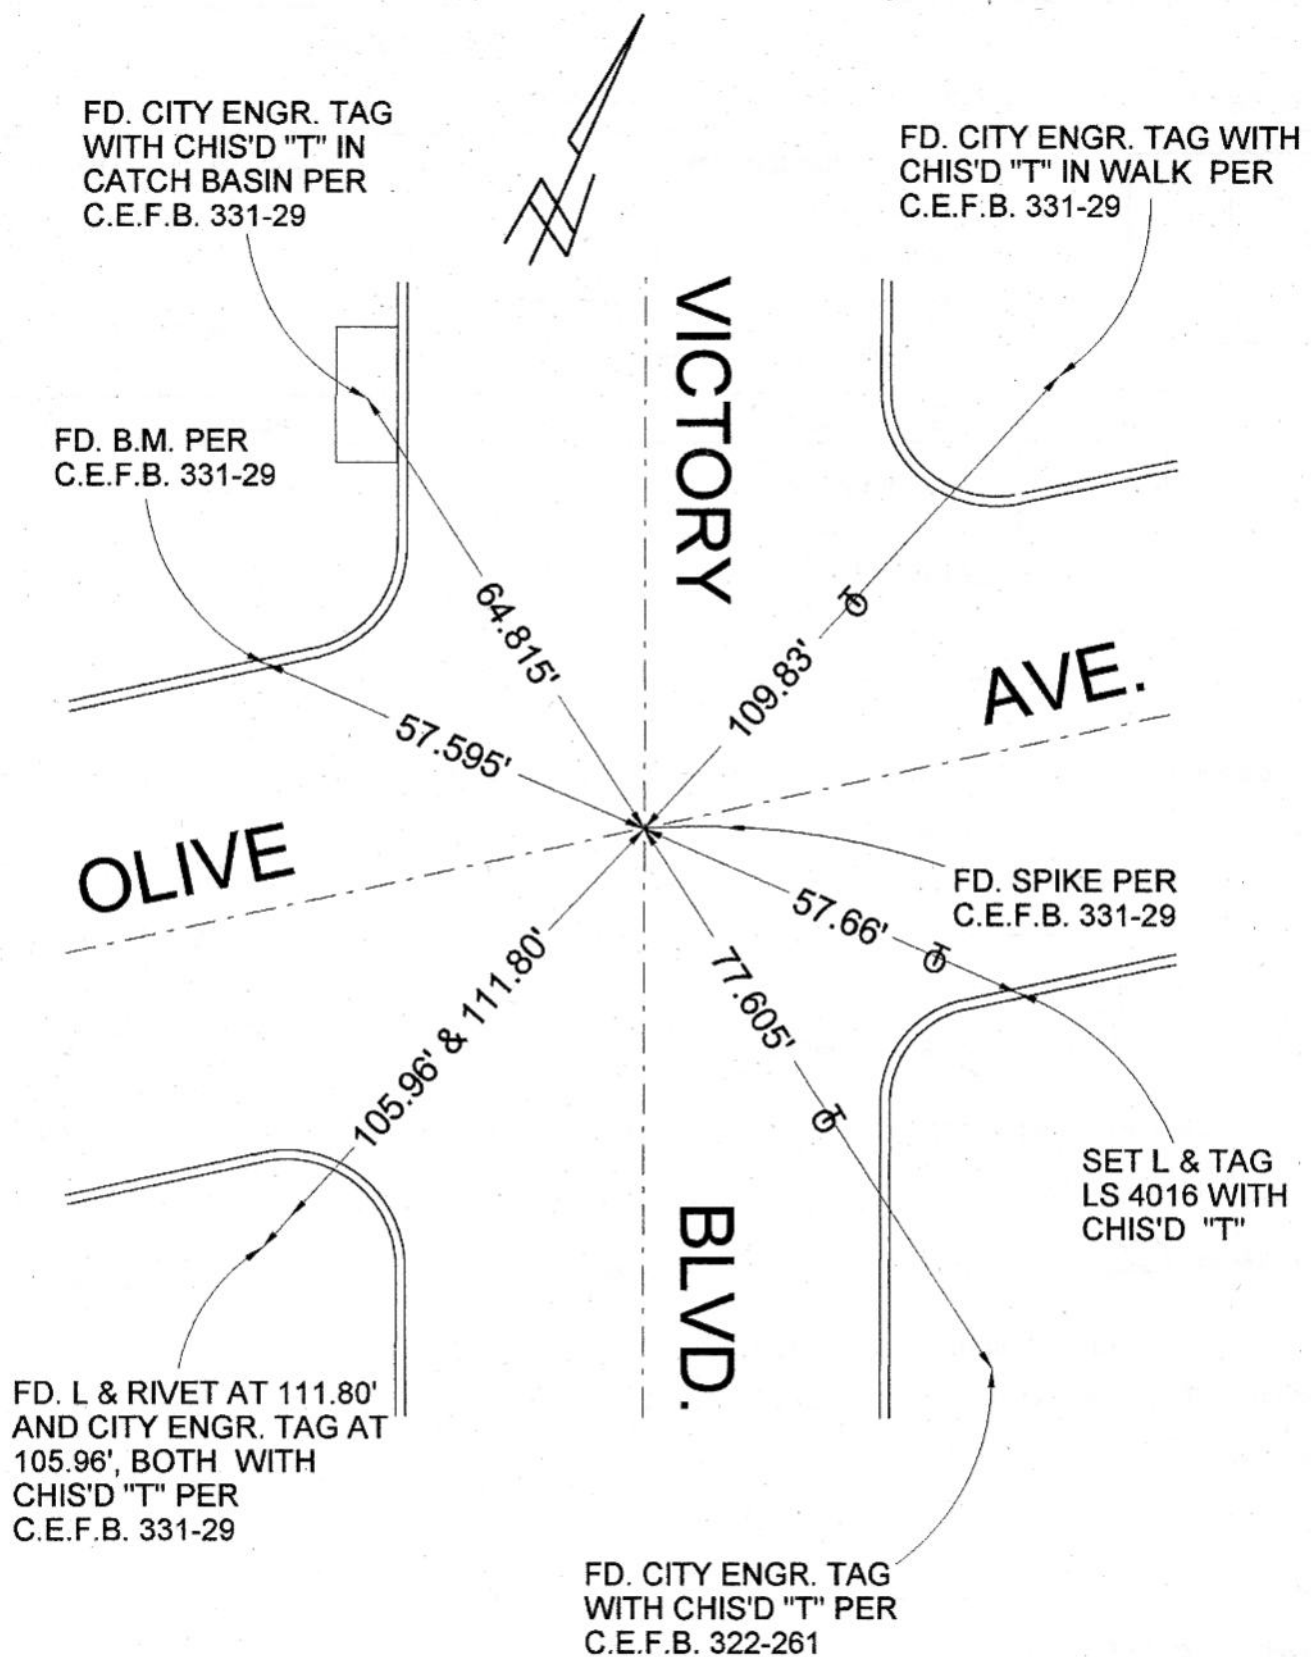 FD. CITY ENGR. TAG
WITH CHIS'D "T" IN
CATCH BASIN PER
C.E.F.B. 331-29
FD. CITY ENGR. TAG WITH
CHIS'D "T" IN WALK PER
C.E.F.B. 331-29
N
VICTORY
FD. B.M. PER
C.E.F.B. 331-29
64.815'
109.83'
57.595'
AVE.
OLIVE
FD. SPIKE PER
C.E.F.B. 331-29
57.66'
77.605'
105.96' & 111.80'
SET L & TAG
LS 4016 WITH
CHIS'D "T"
BLVD.
FD. L & RIVET AT 111.80'
AND CITY ENGR. TAG AT
105.96', BOTH WITH
CHIS'D "T" PER
C.E.F.B. 331-29
FD. CITY ENGR. TAG
WITH CHIS'D "T" PER
C.E.F.B. 322-261